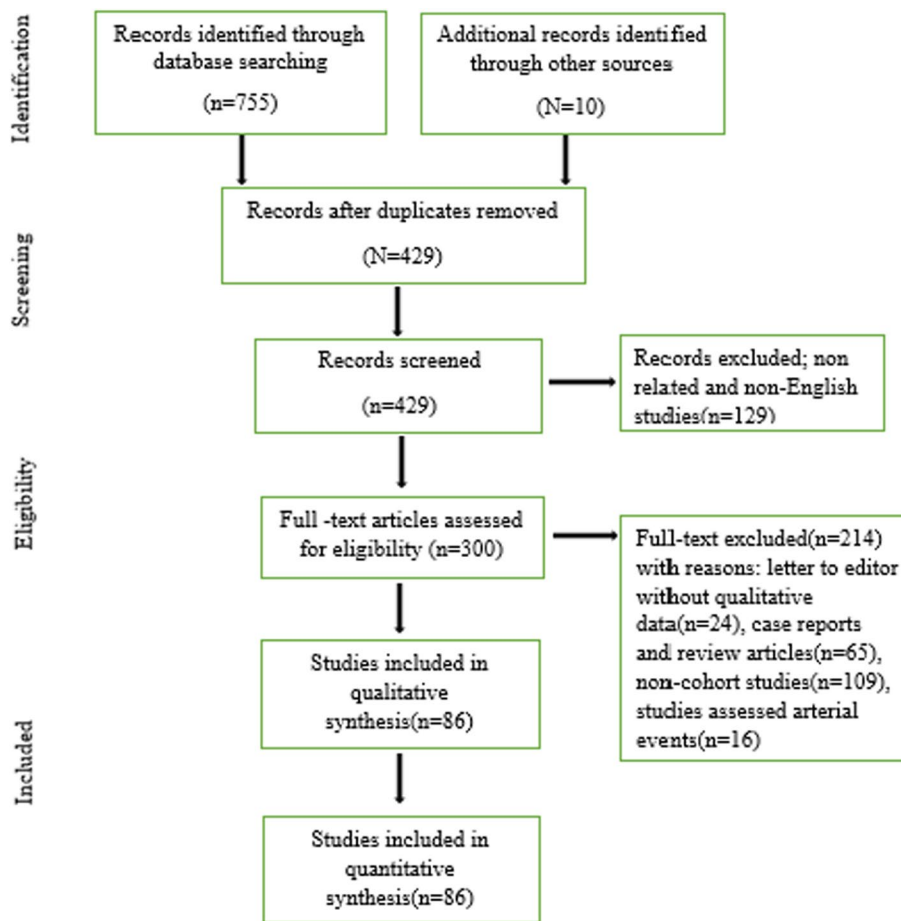 Identification
Records identified through
database searching
(n=755)
Additional records identified
through other sources
(N=10)
Screening
Records after duplicates removed
(N=429)
Records screened
(n=429)
Records excluded; non
related and non-English
studies(n=129)
Eligibility
Full -text articles assessed
for eligibility (n=300)
Full-text excluded(n=214)
with reasons: letter to editor
without qualitative
data(n=24), case reports
and review articles(n=65),
non-cohort studies(n=109),
studies assessed arterial
events(n=16)
Included
Studies included in
qualitative
synthesis(n=86)
Studies included in
quantitative
synthesis(n=86)